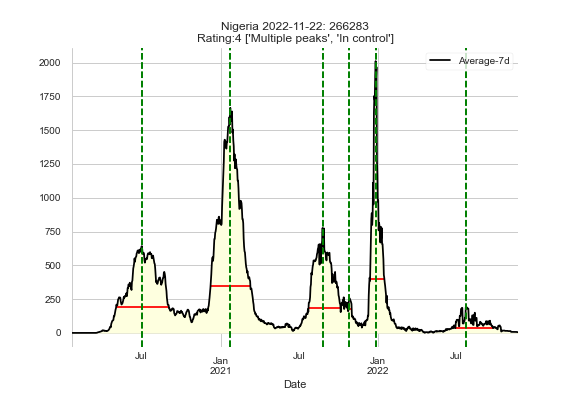 Nigeria 2022-11-22: 266283
Rating:4 ['Multiple peaks', 'In control']
Average-7d
2000
1750
1500
1250
1000
750
500
250
0
Jul
Jan
2021
Jul
Jan
2022
Jul
Date